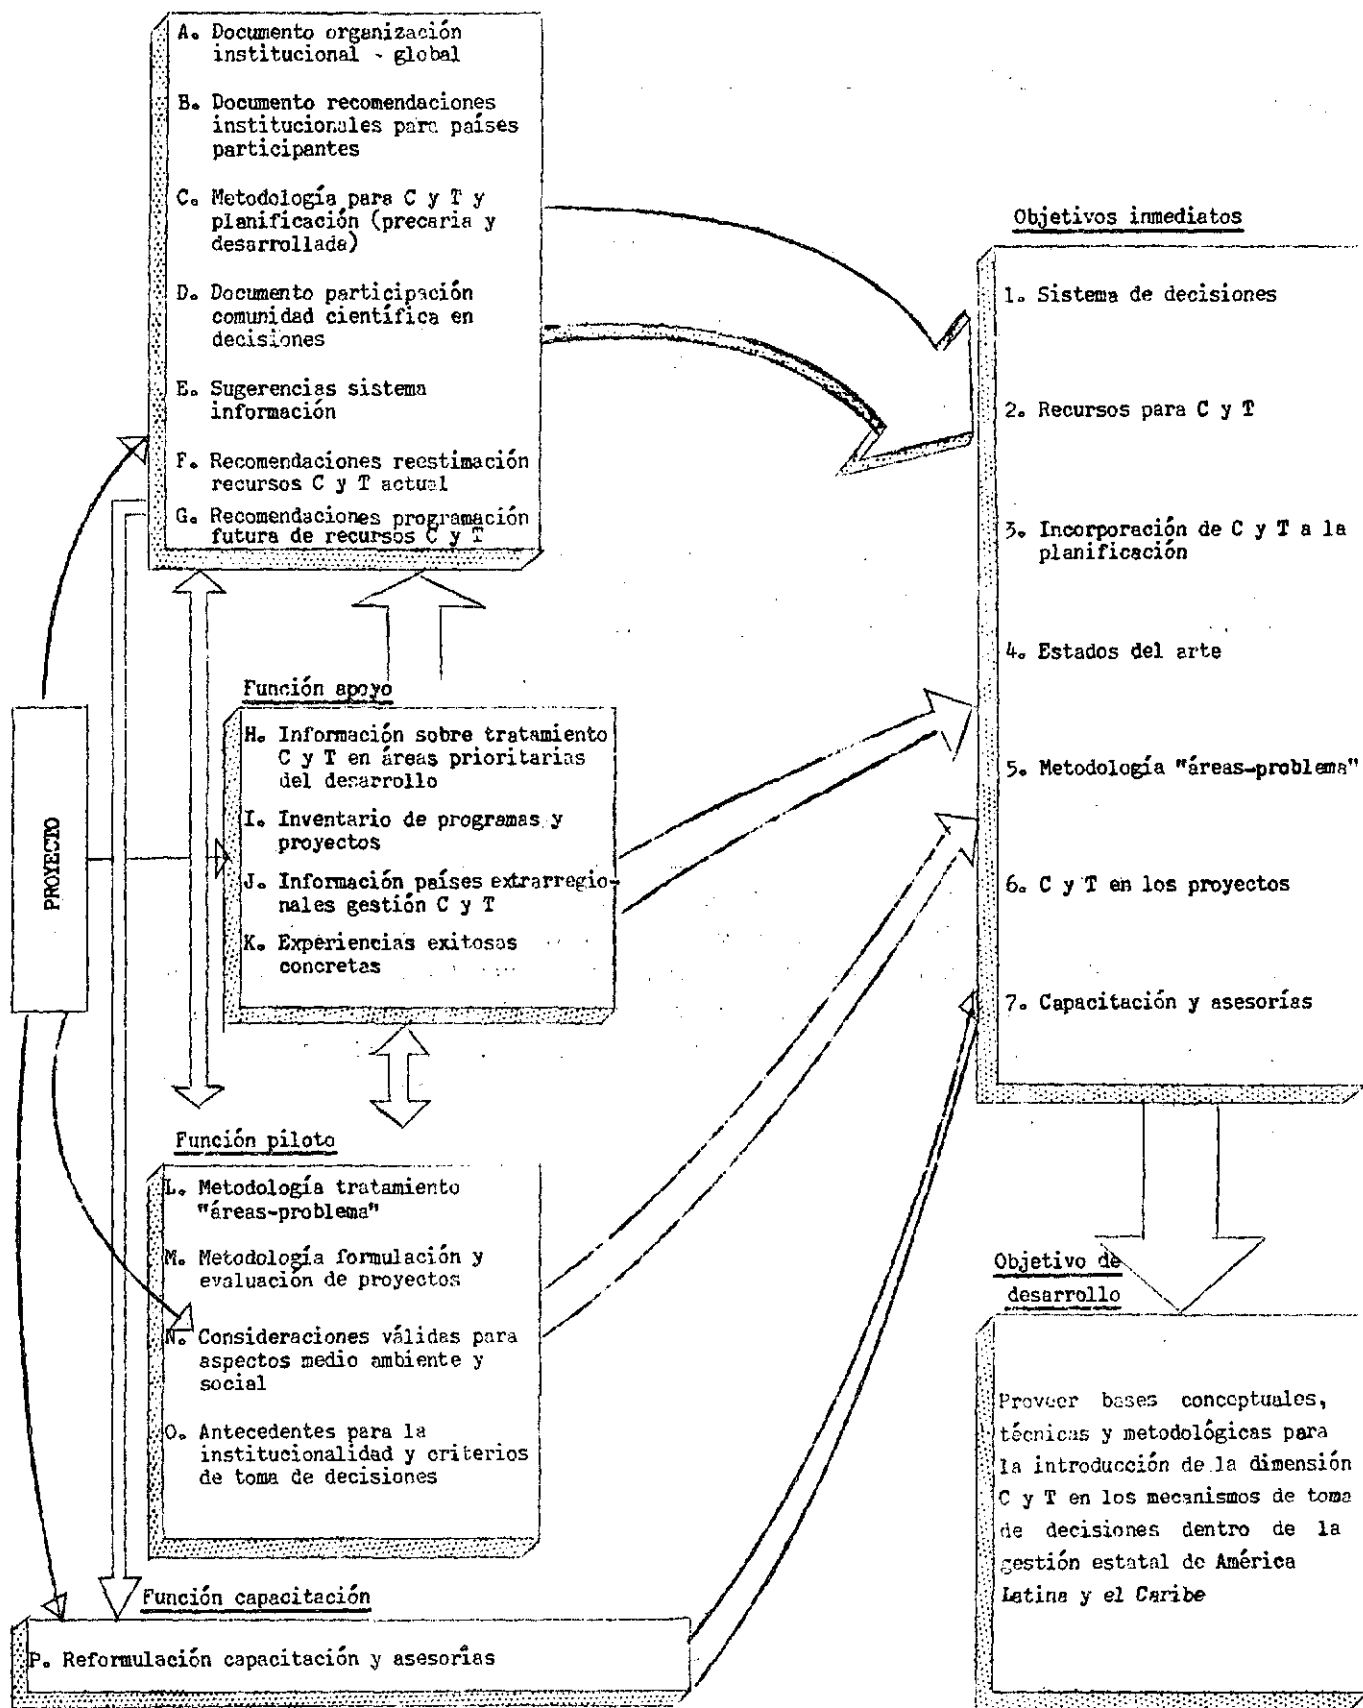 A. Documento organización
institucional - global
B. Documento recomendaciones
institucionales para países
participantes
C. Metodología para C y T y
planificación (precaria y
desarrollada)
D. Documento participación
comunidad científica en
decisiones
E. Sugerencias sistema
información
F. Recomendaciones reestimación
recursos C y T actual
G. Recomendaciones programación
futura de recursos C y T
PROYECTO
Función apoyo
H. Información sobre tratamiento
C y T en áreas prioritarias
del desarrollo
I. Inventario de programas y
proyectos
J. Información países extrarregio-
nales gestión C y T
K. Experiencias exitosas
concretas
Función piloto
L. Metodología tratamiento
"áreas-problema"
M. Metodología formulación y
evaluación de proyectos
N. Consideraciones válidas para
aspectos medio ambiente y
social
O. Antecedentes para la
institucionalidad y criterios
de toma de decisiones
Función capacitación
P. Reformulación capacitación y asesorías
Objetivos inmediatos
1. Sistema de decisiones
2. Recursos para C y T
3. Incorporación de C y T a la
planificación
4. Estados del arte
5. Metodología "áreas-problema"
6. C y T en los proyectos
7. Capacitación y asesorías
Objetivo de
desarrollo
Proveer bases conceptuales,
técnicas y metodológicas para
la introducción de la dimensión
C y T en los mecanismos de toma
de decisiones dentro de la
gestión estatal de América
Latina y el Caribe